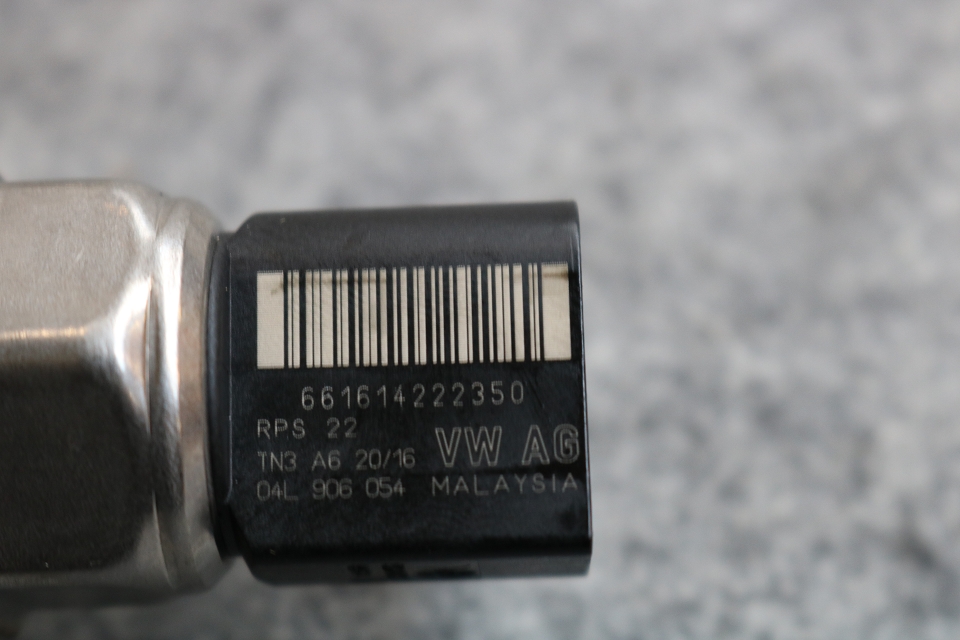 661614222350
RPS 22
VW AG
TN3 A6 20/16
04L 906 054 MALAYSIA